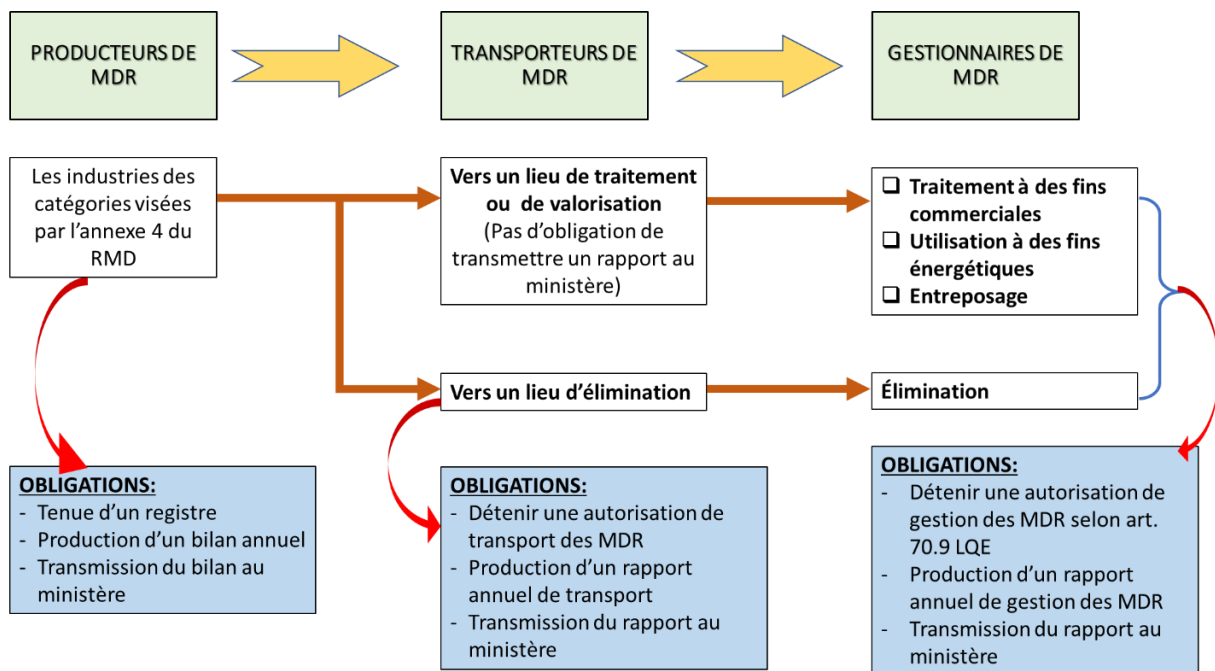 PRODUCTEURS DE
MDR
TRANSPORTEURS DE
MDR
GESTIONNAIRES DE
MDR
Les industries des
catégories visées
par l'annexe 4 du
RMD
Vers un lieu de traitement
ou de valorisation
(Pas d'obligation de
transmettre un rapport au
ministère)
Traitement à des fins
commerciales
Utilisation à des fins
énergétiques
Entreposage
Vers un lieu d'élimination
Élimination
OBLIGATIONS:
- Tenue d'un registre
- Production d'un bilan annuel
- Transmission du bilan au
ministère
OBLIGATIONS:
- Détenir une autorisation de
transport des MDR
- Production d'un rapport
annuel de transport
- Transmission du rapport au
ministère
OBLIGATIONS:
- Détenir une autorisation de
gestion des MDR selon art.
70.9 LQE
- Production d'un rapport
annuel de gestion des MDR
- Transmission du rapport au
ministère